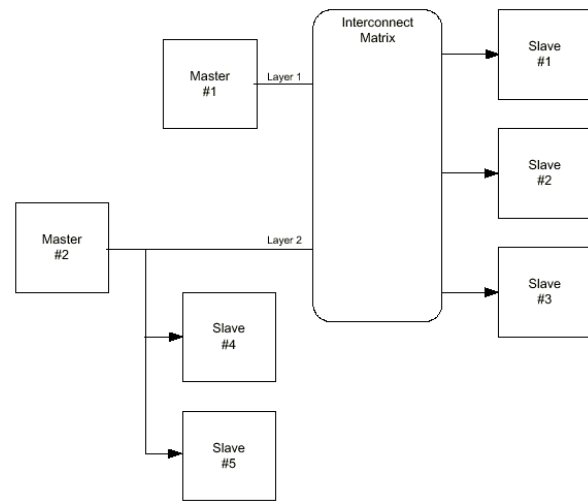 Interconnect
Matrix
Slave
#1
Master
#1
Layer 1
Slave
#2
Master
#2
Layer 2
Slave
#3
Slave
#4
Slave
#5